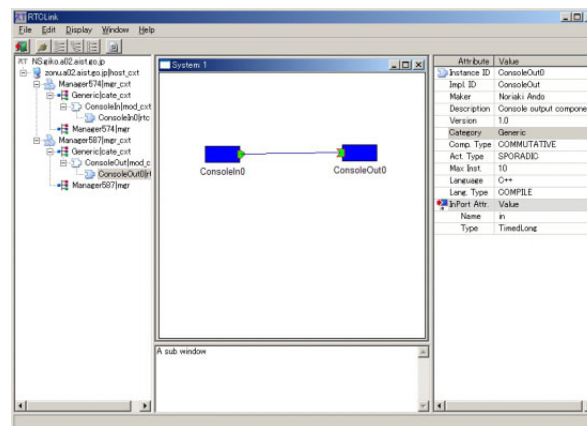 RTCLink
File Edit Display Window Help
NS giko.a02.aist.go.jp
zonu.a02.aist.go.jp|host_cxt
Manager574|mgr_cxt
Generic|cate_cxt
ConsoleIn|mod_cxt
ConsoleIn0|rtc
Manager574|mgr
Manager587|mgr_cxt
Generic|cate_cxt
ConsoleOut|mod_c
ConsoleOut0|rt
Manager587|mgr
System 1
ConsoleIn0
ConsoleOut0
A sub window
Attribute Value
Instance ID ConsoleOut0
Impl. ID ConsoleOut
Maker Noriaki Ando
Description Console output compone
Version 1.0
Category Generic
Comp. Type COMMUTATIVE
Act. Type SPORADIC
Max Inst. 10
Language C++
Lang. Type COMPILE
InPort Attr. Value
Name in
Type TimedLong